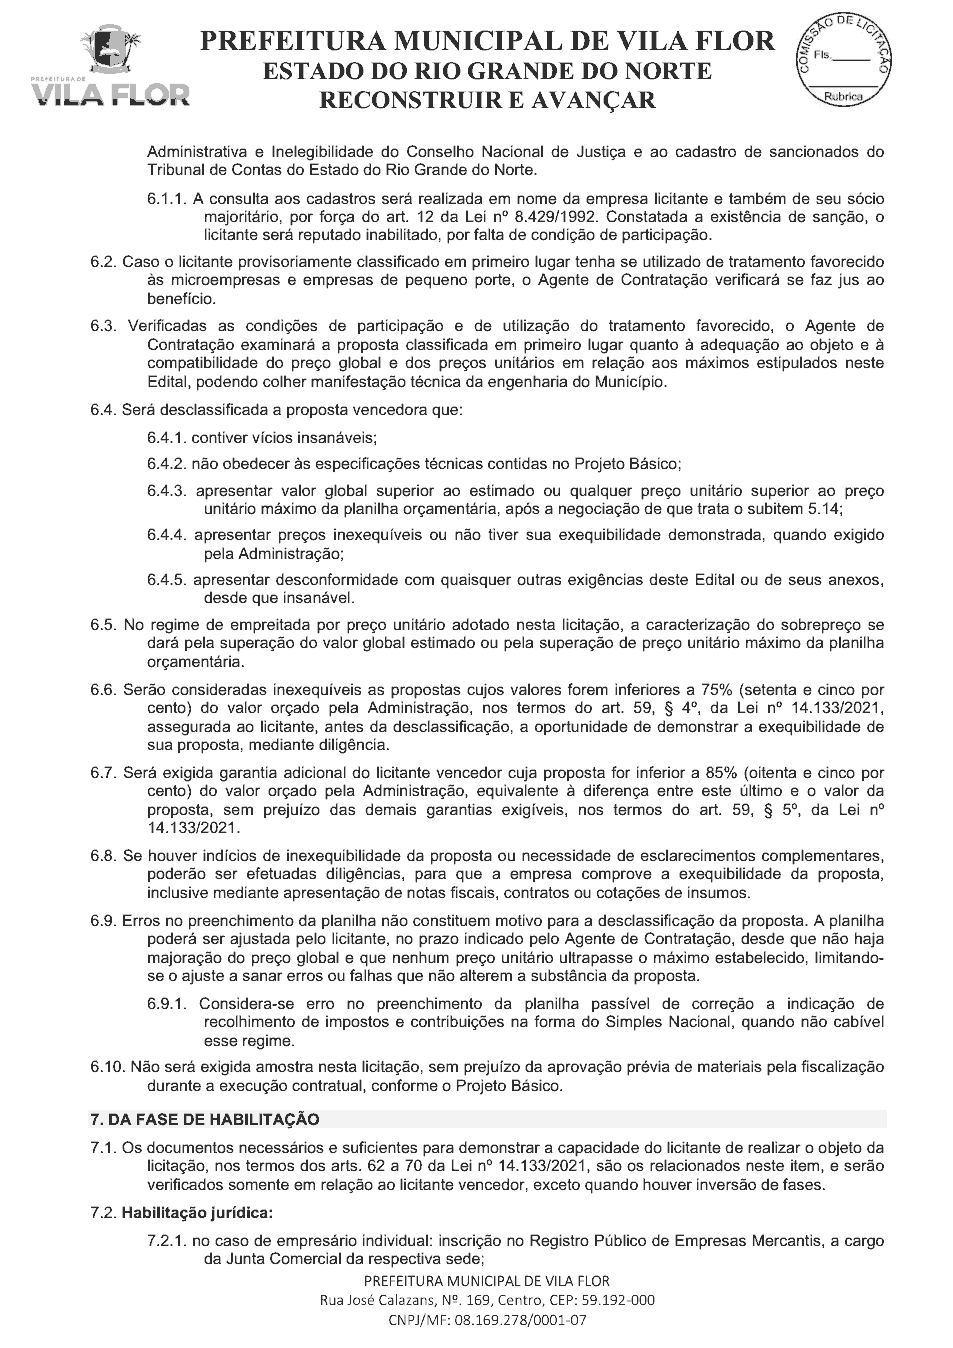 PREFEITURA DE
VILA FLOR
PREFEITURA MUNICIPAL DE VILA FLOR
ESTADO DO RIO GRANDE DO NORTE
RECONSTRUIR E AVANÇAR
COMISSÃO DE LICITAÇÃO
Fls.
Rubrica
Administrativa e Inelegibilidade do Conselho Nacional de Justiça e ao cadastro de sancionados do
Tribunal de Contas do Estado do Rio Grande do Norte.
6.1.1. A consulta aos cadastros será realizada em nome da empresa licitante e também de seu sócio
majoritário, por força do art. 12 da Lei nº 8.429/1992. Constatada a existência de sanção, o
licitante será reputado inabilitado, por falta de condição de participação.
6.2. Caso o licitante provisoriamente classificado em primeiro lugar tenha se utilizado de tratamento favorecido
às microempresas e empresas de pequeno porte, o Agente de Contratação verificará se faz jus ao
benefício.
6.3. Verificadas as condições de participação e de utilização do tratamento favorecido, o Agente de
Contratação examinará a proposta classificada em primeiro lugar quanto à adequação ao objeto e à
compatibilidade do preço global e dos preços unitários em relação aos máximos estipulados neste
Edital, podendo colher manifestação técnica da engenharia do Município.
6.4. Será desclassificada a proposta vencedora que:
6.4.1. contiver vícios insanáveis;
6.4.2. não obedecer às especificações técnicas contidas no Projeto Básico;
6.4.3. apresentar valor global superior ao estimado ou qualquer preço unitário superior ao preço
unitário máximo da planilha orçamentária, após a negociação de que trata o subitem 5.14;
6.4.4. apresentar preços inexequíveis ou não tiver sua exequibilidade demonstrada, quando exigido
pela Administração;
6.4.5. apresentar desconformidade com quaisquer outras exigências deste Edital ou de seus anexos,
desde que insanável.
6.5. No regime de empreitada por preço unitário adotado nesta licitação, a caracterização do sobrepreço se
dará pela superação do valor global estimado ou pela superação de preço unitário máximo da planilha
orçamentária.
6.6. Serão consideradas inexequíveis as propostas cujos valores forem inferiores a 75% (setenta e cinco por
cento) do valor orçado pela Administração, nos termos do art. 59, § 4º, da Lei nº 14.133/2021,
assegurada ao licitante, antes da desclassificação, a oportunidade de demonstrar a exequibilidade de
sua proposta, mediante diligência.
6.7. Será exigida garantia adicional do licitante vencedor cuja proposta for inferior a 85% (oitenta e cinco por
cento) do valor orçado pela Administração, equivalente à diferença entre este último e o valor da
proposta, sem prejuízo das demais garantias exigíveis, nos termos do art. 59, § 5º, da Lei nº
14.133/2021.
6.8. Se houver indícios de inexequibilidade da proposta ou necessidade de esclarecimentos complementares,
poderão ser efetuadas diligências, para que a empresa comprove a exequibilidade da proposta,
inclusive mediante apresentação de notas fiscais, contratos ou cotações de insumos.
6.9. Erros no preenchimento da planilha não constituem motivo para a desclassificação da proposta. A planilha
poderá ser ajustada pelo licitante, no prazo indicado pelo Agente de Contratação, desde que não haja
majoração do preço global e que nenhum preço unitário ultrapasse o máximo estabelecido, limitando-
se o ajuste a sanar erros ou falhas que não alterem a substância da proposta.
6.9.1. Considera-se erro no preenchimento da planilha passível de correção a indicação de
recolhimento de impostos e contribuições na forma do Simples Nacional, quando não cabível
esse regime.
6.10. Não será exigida amostra nesta licitação, sem prejuízo da aprovação prévia de materiais pela fiscalização
durante a execução contratual, conforme o Projeto Básico.
7. DA FASE DE HABILITAÇÃO
7.1. Os documentos necessários e suficientes para demonstrar a capacidade do licitante de realizar o objeto da
licitação, nos termos dos arts. 62 a 70 da Lei nº 14.133/2021, são os relacionados neste item, e serão
verificados somente em relação ao licitante vencedor, exceto quando houver inversão de fases.
7.2. Habilitação jurídica:
7.2.1. no caso de empresário individual: inscrição no Registro Público de Empresas Mercantis, a cargo
da Junta Comercial da respectiva sede;
PREFEITURA MUNICIPAL DE VILA FLOR
Rua José Calazans, Nº. 169, Centro, CEP: 59.192-000
CNPJ/MF: 08.169.278/0001-07